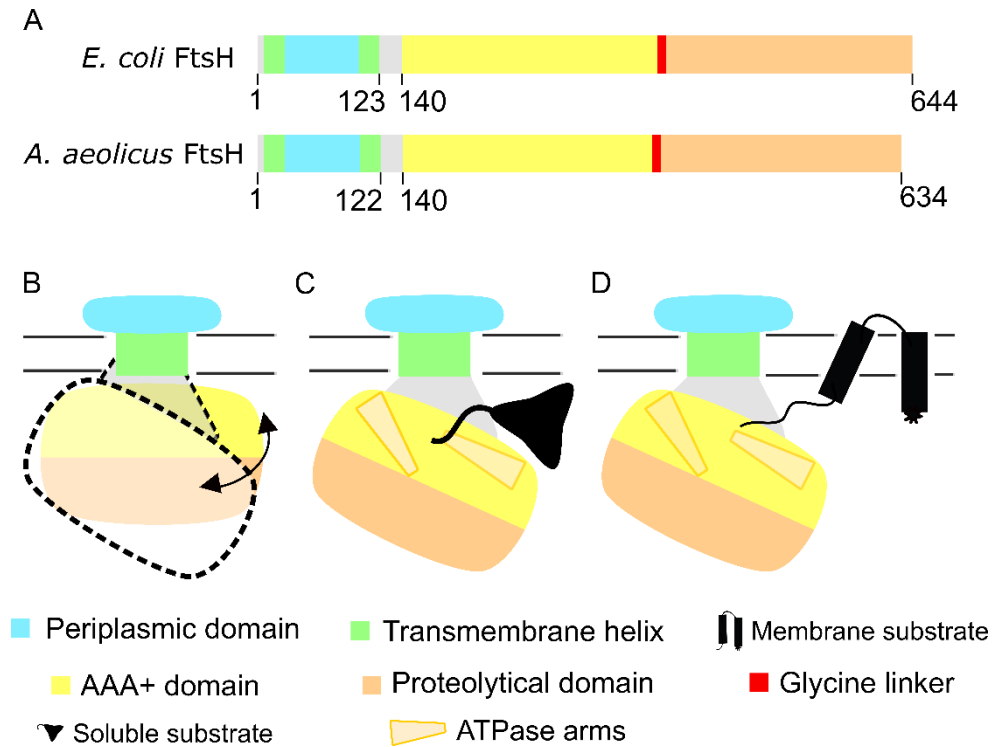 A
E. coli FtsH
1 123 140 644
A. aeolicus FtsH
1 122 140 634
B C D
Periplasmic domain Transmembrane helix Membrane substrate
AAA+ domain Proteolytical domain Glycine linker
Soluble substrate ATPase arms